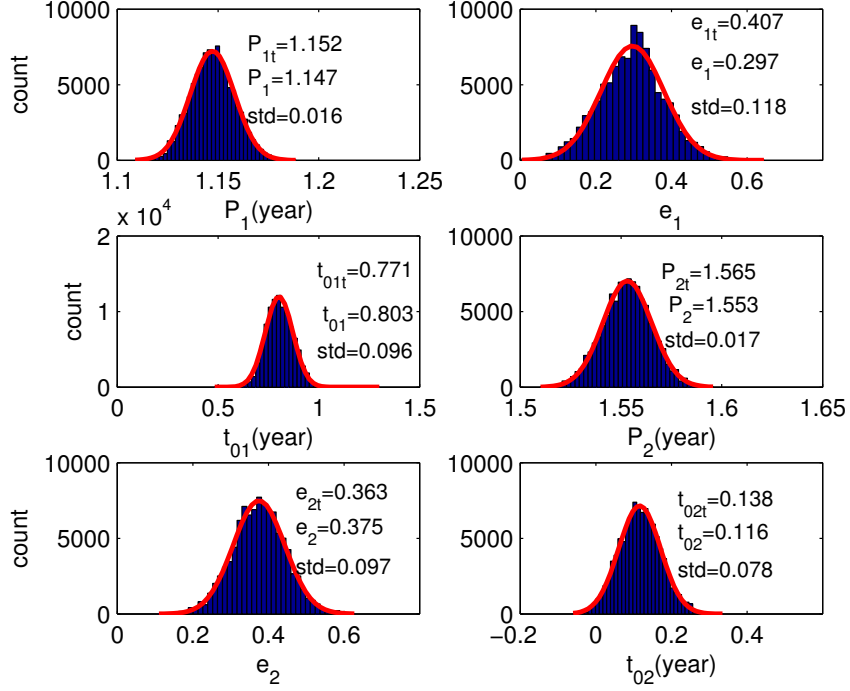 10000
5000
0
count
P1t=1.152
P1=1.147
std=0.016
1.1 1.15 1.2 1.25
P1(year)
10000
5000
0
e1t=0.407
e1=0.297
std=0.118
0 0.2 0.4 0.6
e1
x 10^4
2
1
0
count
t01t=0.771
t01=0.803
std=0.096
0 0.5 1 1.5
t01(year)
10000
5000
0
P2t=1.565
P2=1.553
std=0.017
1.5 1.55 1.6 1.65
P2(year)
10000
5000
0
count
e2t=0.363
e2=0.375
std=0.097
0 0.2 0.4 0.6
e2
10000
5000
0
t02t=0.138
t02=0.116
std=0.078
−0.2 0 0.2 0.4
t02(year)